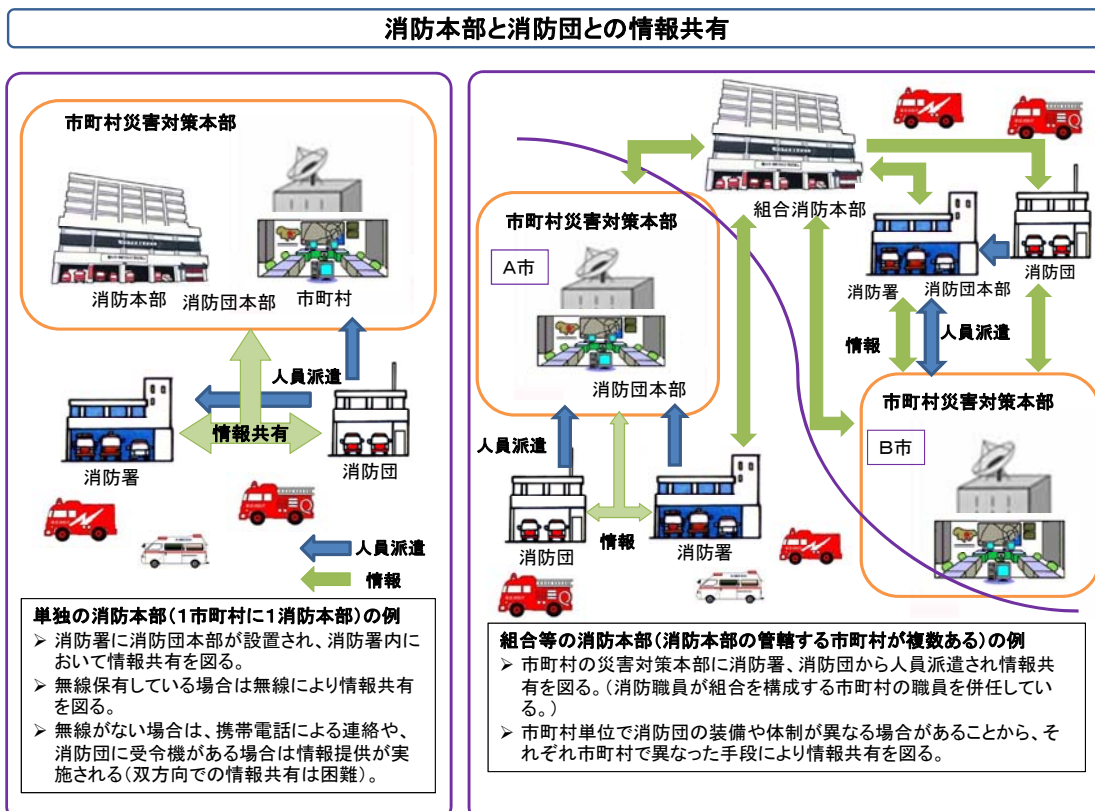 消防本部と消防団との情報共有
市町村災害対策本部
消防本部
消防団本部
市町村
人員派遣
情報共有
消防署
消防団
人員派遣
情報
単独の消防本部(1市町村に1消防本部)の例
➢ 消防署に消防団本部が設置され、消防署内に
おいて情報共有を図る。
➢ 無線保有している場合は無線により情報共有
を図る。
➢ 無線がない場合は、携帯電話による連絡や、
消防団に受令機がある場合は情報提供が実
施される(双方向での情報共有は困難)。
組合消防本部
市町村災害対策本部
A市
消防団本部
人員派遣
消防団
情報
消防署
消防署
消防団本部
消防団
情報
人員派遣
市町村災害対策本部
B市
組合等の消防本部(消防本部の管轄する市町村が複数ある)の例
➢ 市町村の災害対策本部に消防署、消防団から人員派遣され情報共
有を図る。(消防職員が組合を構成する市町村の職員を併任してい
る。)
➢ 市町村単位で消防団の装備や体制が異なる場合があることから、そ
れぞれ市町村で異なった手段により情報共有を図る。